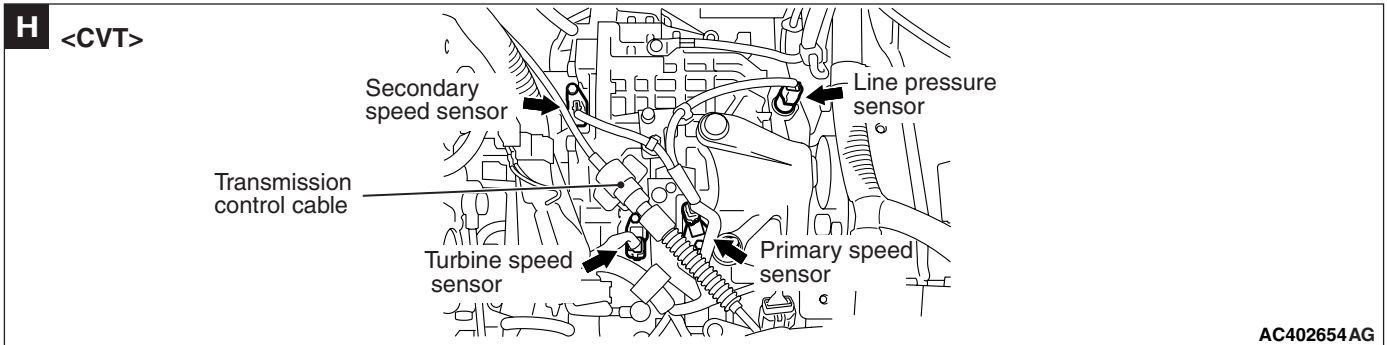 H
<CVT>
Secondary
speed sensor
Line pressure
sensor
Transmission
control cable
Turbine speed
sensor
Primary speed
sensor
AC402654AG